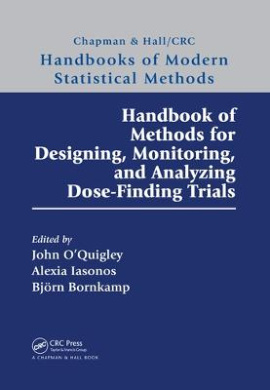 Chapman & Hall/CRC
Handbooks of Modern
Statistical Methods
Handbook of
Methods for
Designing, Monitoring,
and Analyzing
Dose-Finding Trials
Edited by
John O'Quigley
Alexia Iasonos
Björn Bornkamp
CRC Press
Taylor & Francis Group
A CHAPMAN & HALL BOOK